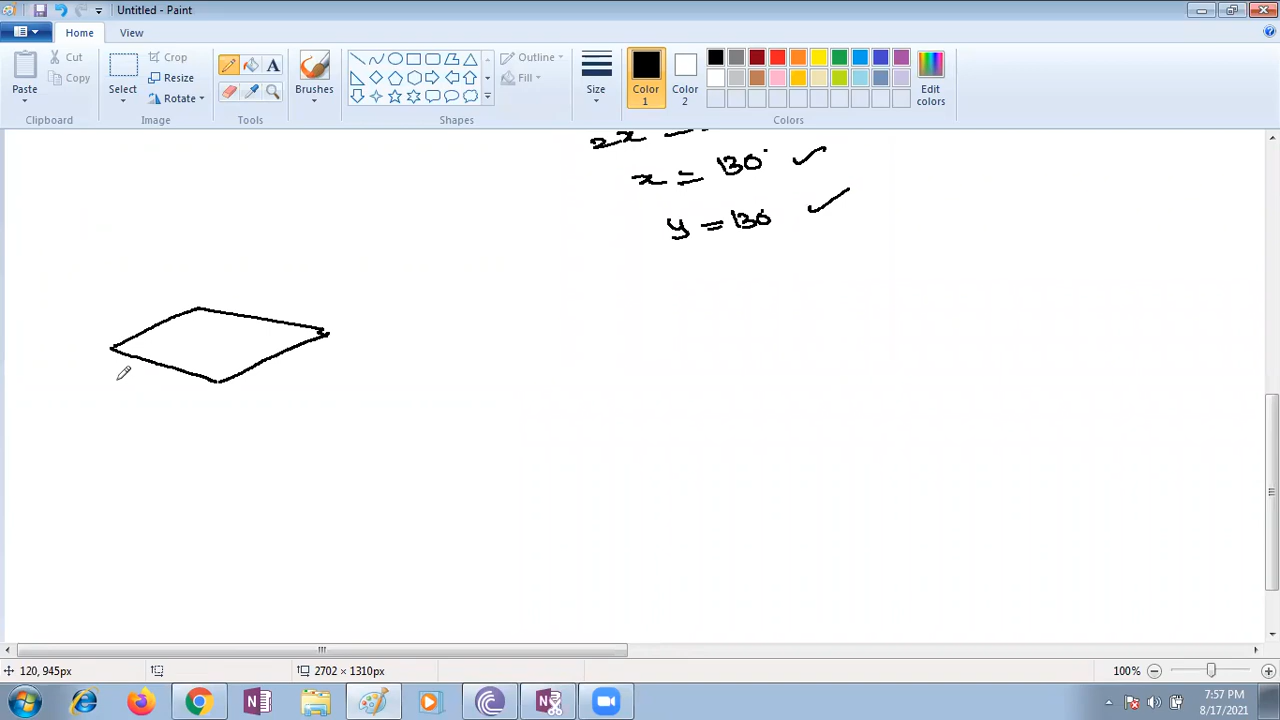 Untitled - Paint
Home
View
Paste
Cut
Copy
Clipboard
Select
Crop
Resize
Rotate
Image
A
Tools
Brushes
Shapes
Outline
Fill
Size
Color 1
Color 2
Edit colors
Colors
2x =
x = 130° ✓
y = 130 ✓
120, 945px
2702 × 1310px
100%
7:57 PM
8/17/2021